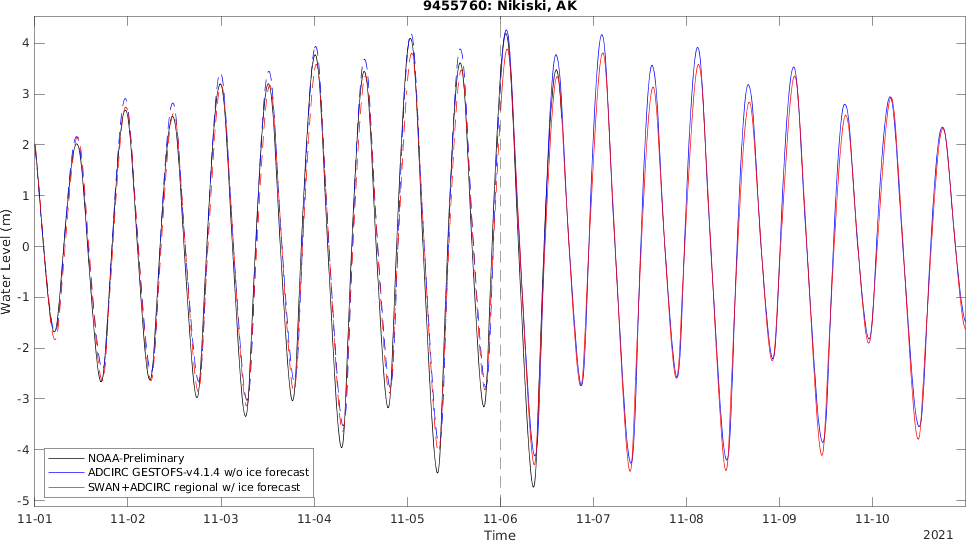 9455760: Nikiski, AK
4
3
2
1
0
-1
-2
-3
-4
-5
Water Level (m)
NOAA-Preliminary
ADCIRC GESTOFS-v4.1.4 w/o ice forecast
SWAN+ADCIRC regional w/ ice forecast
11-01 11-02 11-03 11-04 11-05 11-06 11-07 11-08 11-09 11-10
Time
2021